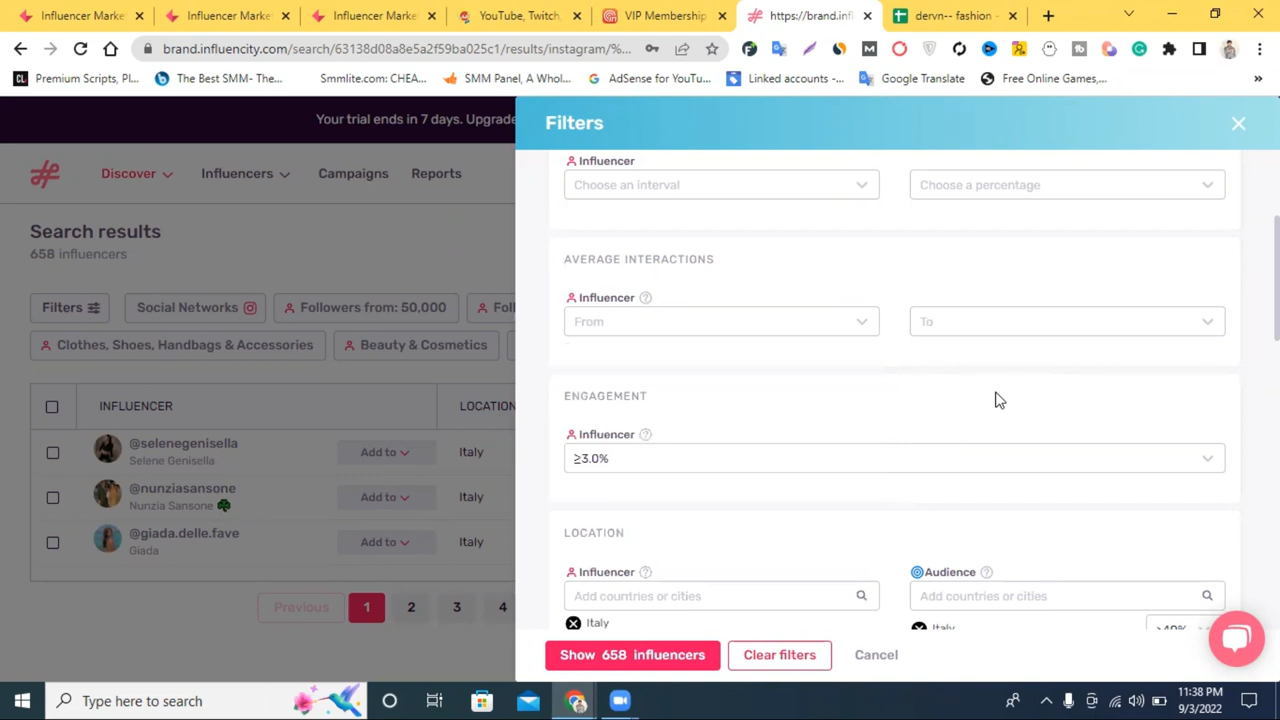 Influencer Marke
Influencer Marke
Influencer Marke
YouTube, Twitch,
VIP Membership
https://brand.infl
dervn-- fashion -
brand.influencity.com/search/63138d08a8e5a2f59ba025c1/results/instagram/%...
Premium Scripts, Pl...
The Best SMM- The...
Smmlite.com: CHEA...
SMM Panel, A Whol...
AdSense for YouTu...
Linked accounts -...
Google Translate
Free Online Games,...
»
Your trial ends in 7 days. Upgrade
Discover
Influencers
Campaigns
Reports
Search results
658 influencers
Filters
Social Networks
Followers from: 50,000
Foll
Clothes, Shoes, Handbags & Accessories
Beauty & Cosmetics
INFLUENCER
LOCATION
@selenegenisella
Selene Genisella
Add to
Italy
@nunziasansone
Nunzia Sansone
Add to
Italy
@giada.delle.fave
Giada
Add to
Italy
Previous
1
2
3
4
Filters
Influencer
Choose an interval
Choose a percentage
AVERAGE INTERACTIONS
Influencer
From
To
ENGAGEMENT
Influencer
≥3.0%
LOCATION
Influencer
Audience
Add countries or cities
Add countries or cities
Italy
Italy
Show 658 influencers
Clear filters
Cancel
Type here to search
11:38 PM
9/3/2022